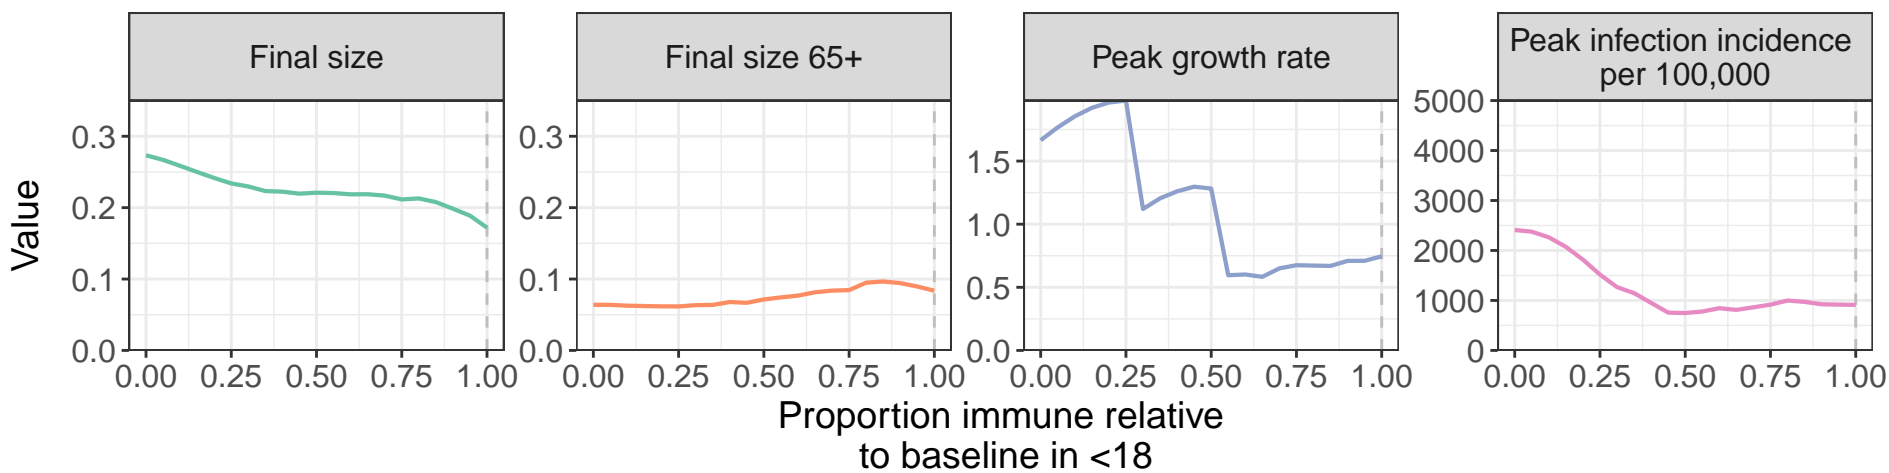 Final size
Final size 65+
Peak growth rate
Peak infection incidence
per 100,000
Value
0.3
0.2
0.1
0.0
0.00 0.25 0.50 0.75 1.00
0.3
0.2
0.1
0.0
0.00 0.25 0.50 0.75 1.00
1.5
1.0
0.5
0.0
0.00 0.25 0.50 0.75 1.00
5000
4000
3000
2000
1000
0
0.00 0.25 0.50 0.75 1.00
Proportion immune relative
to baseline in <18